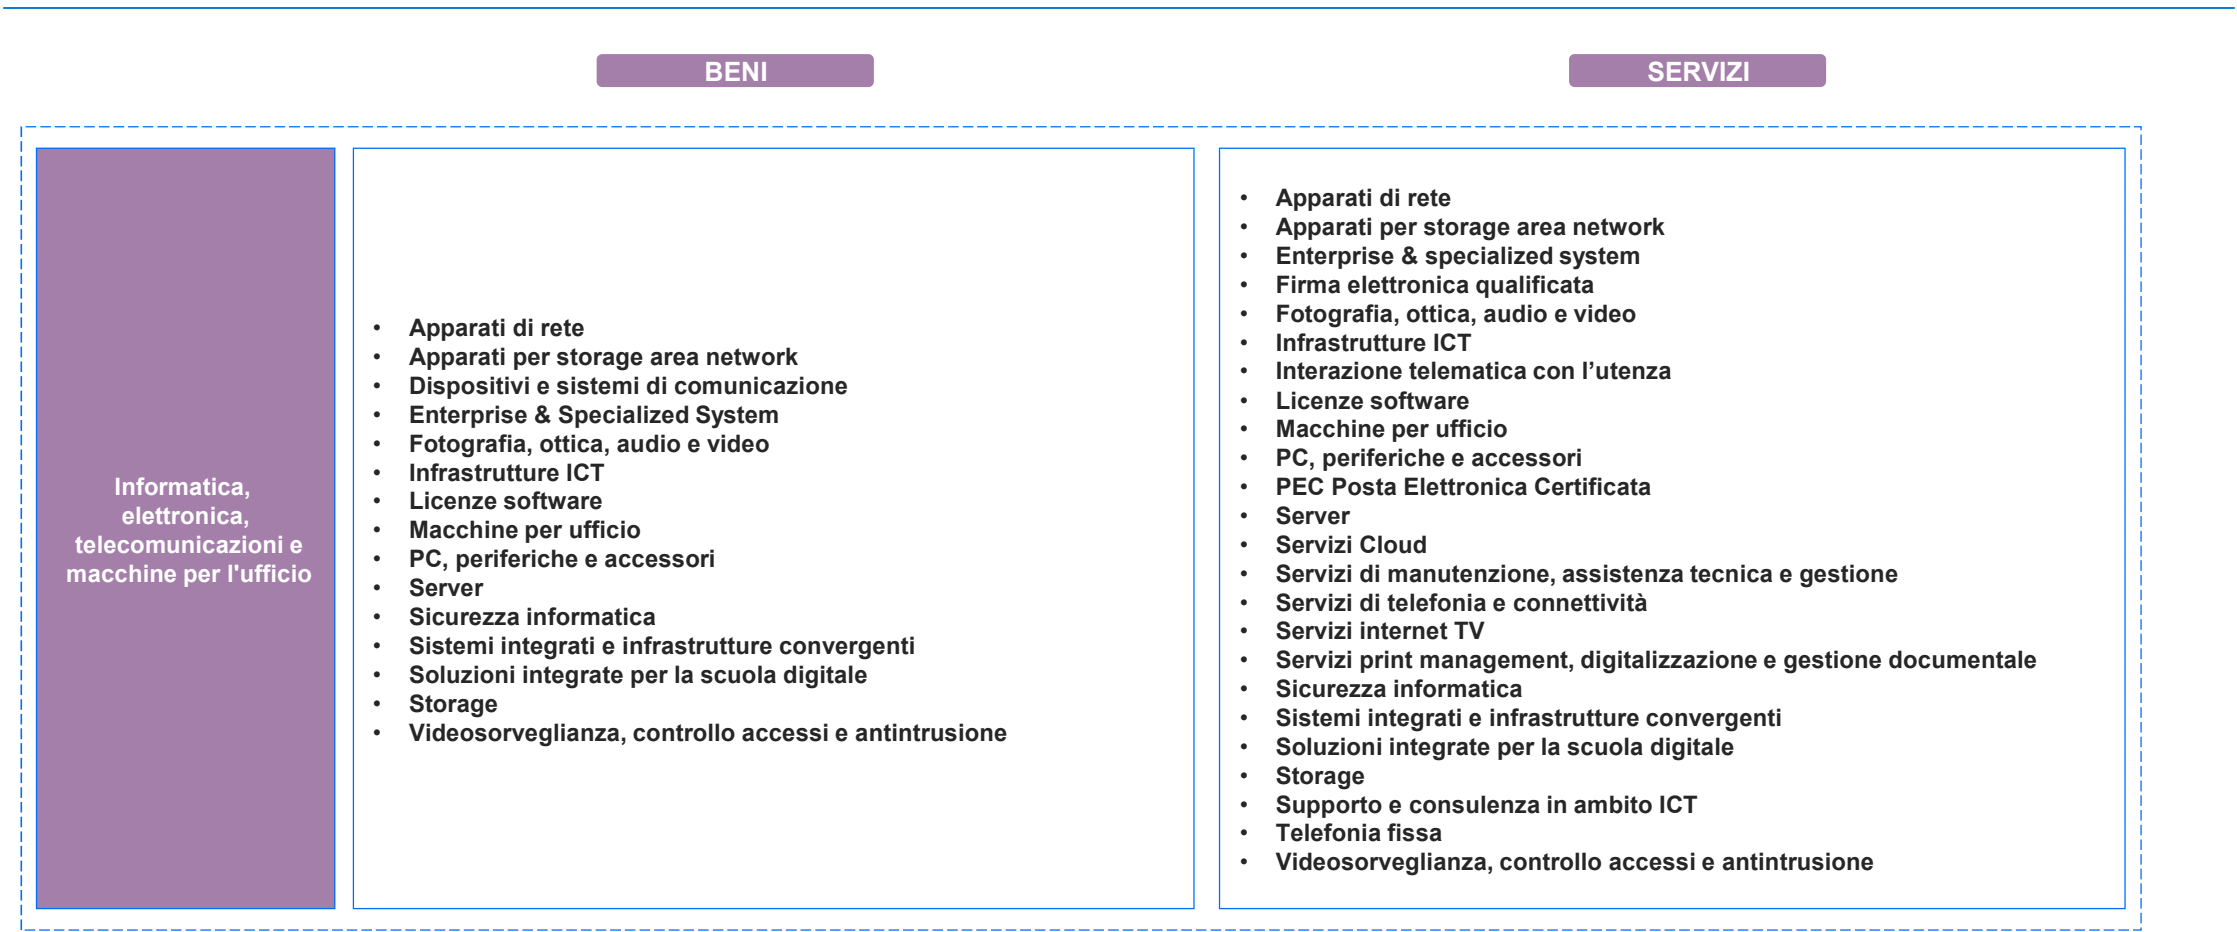 BENI
SERVIZI
Informatica,
elettronica,
telecomunicazioni e
macchine per l'ufficio
• Apparati di rete
• Apparati per storage area network
• Dispositivi e sistemi di comunicazione
• Enterprise & Specialized System
• Fotografia, ottica, audio e video
• Infrastrutture ICT
• Licenze software
• Macchine per ufficio
• PC, periferiche e accessori
• Server
• Sicurezza informatica
• Sistemi integrati e infrastrutture convergenti
• Soluzioni integrate per la scuola digitale
• Storage
• Videosorveglianza, controllo accessi e antintrusione
• Apparati di rete
• Apparati per storage area network
• Enterprise & specialized system
• Firma elettronica qualificata
• Fotografia, ottica, audio e video
• Infrastrutture ICT
• Interazione telematica con l’utenza
• Licenze software
• Macchine per ufficio
• PC, periferiche e accessori
• PEC Posta Elettronica Certificata
• Server
• Servizi Cloud
• Servizi di manutenzione, assistenza tecnica e gestione
• Servizi di telefonia e connettività
• Servizi internet TV
• Servizi print management, digitalizzazione e gestione documentale
• Sicurezza informatica
• Sistemi integrati e infrastrutture convergenti
• Soluzioni integrate per la scuola digitale
• Storage
• Supporto e consulenza in ambito ICT
• Telefonia fissa
• Videosorveglianza, controllo accessi e antintrusione